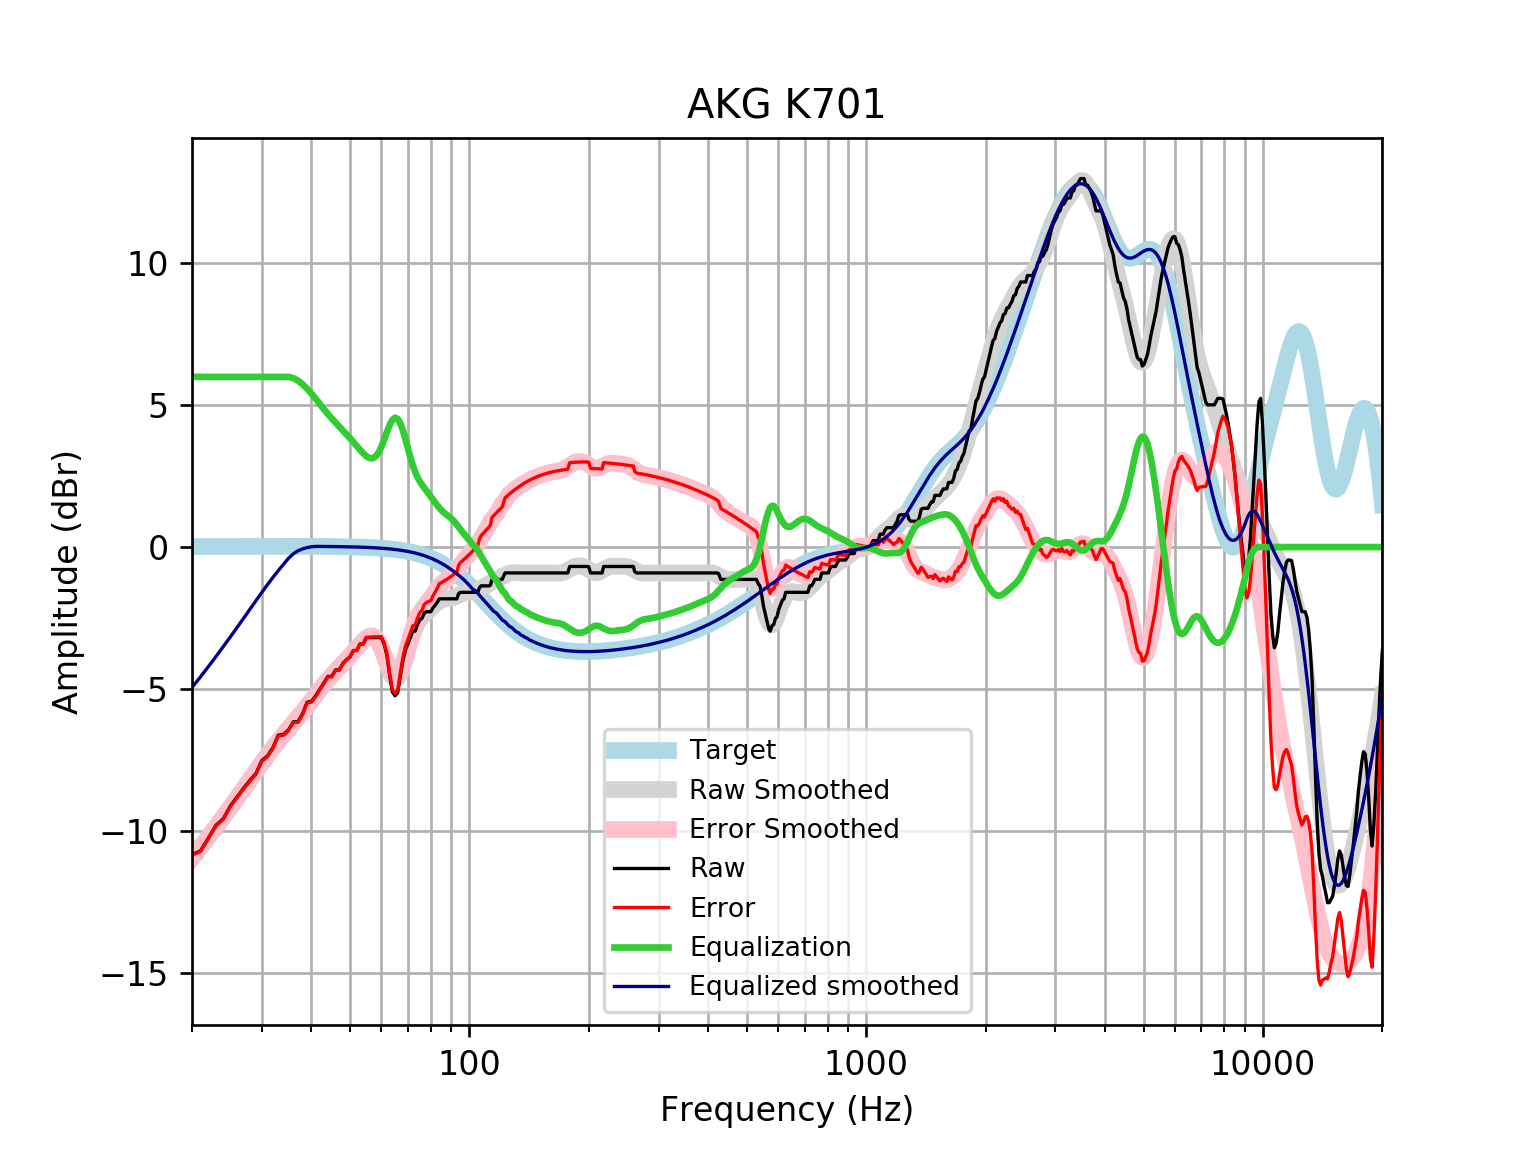 AKG K701
Amplitude (dBr)
10
5
0
−5
−10
−15
Target
Raw Smoothed
Error Smoothed
Raw
Error
Equalization
Equalized smoothed
100
1000
10000
Frequency (Hz)